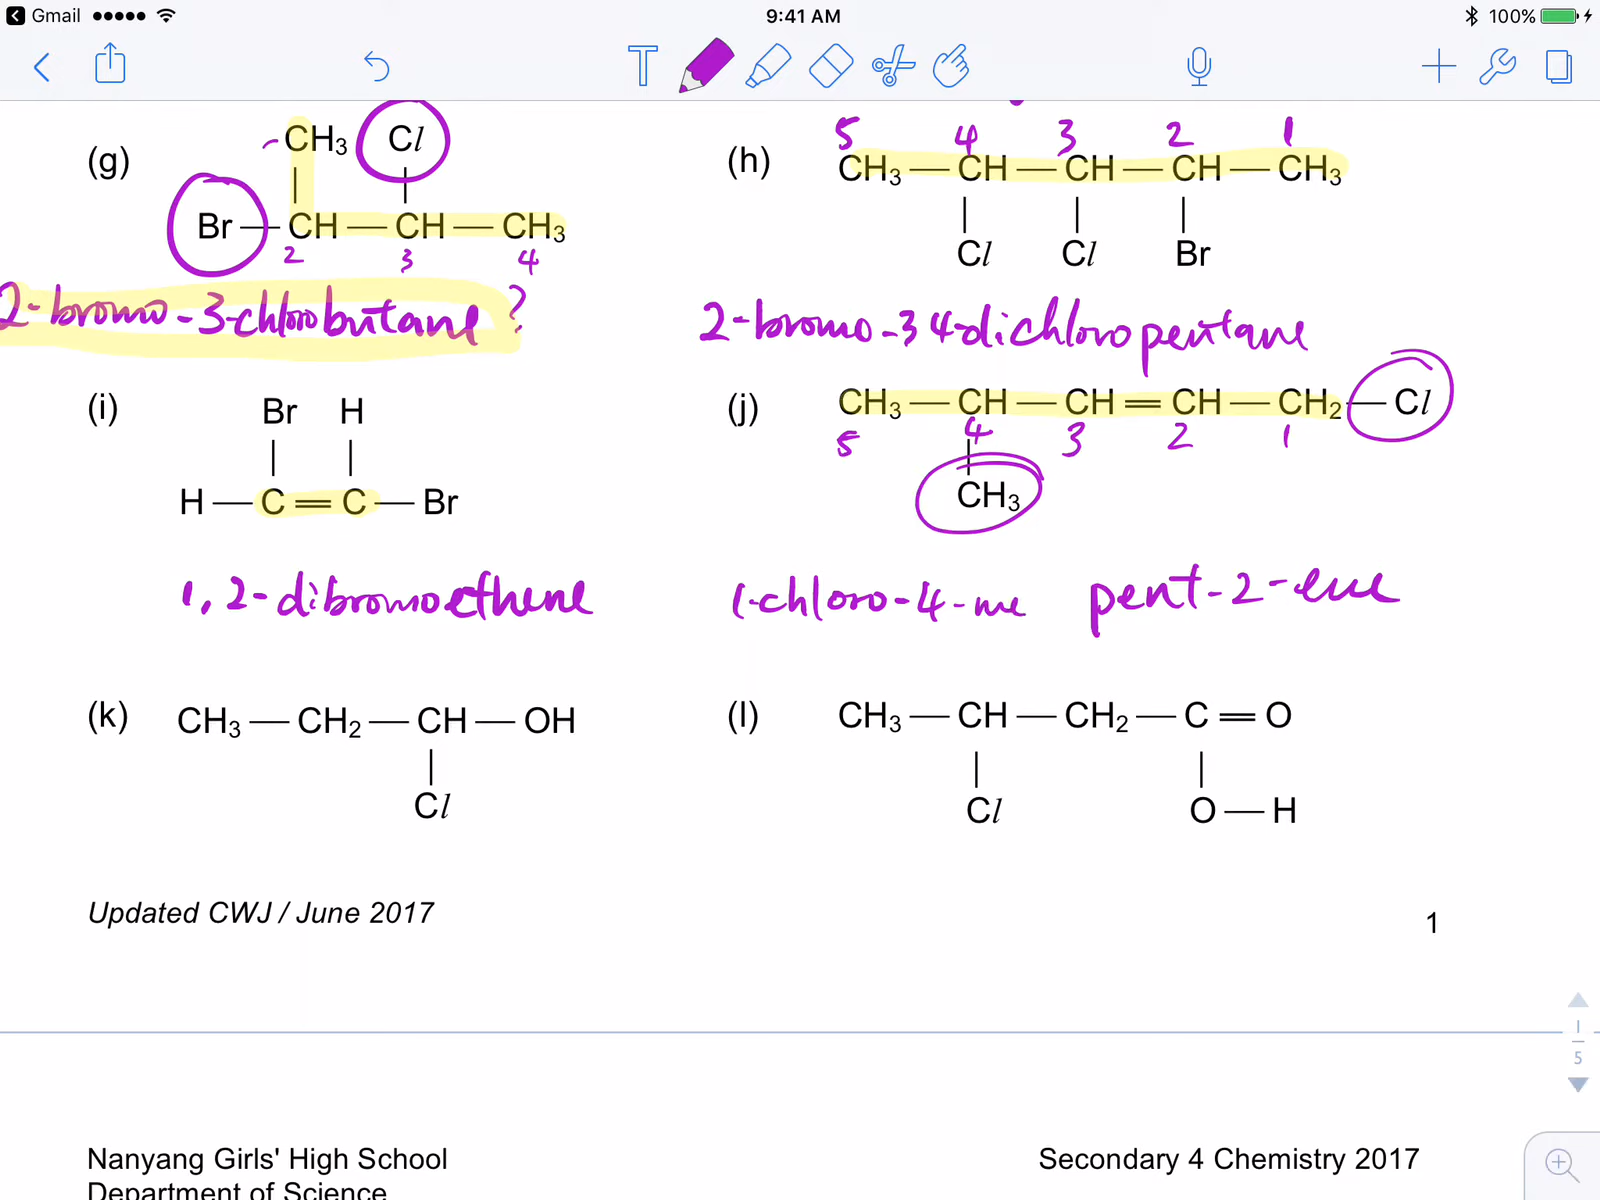 Gmail 9:41 AM 100%
T
(g) CH3 Cl
Br — CH — CH — CH3
2 3 4
2-bromo-3-chlorobutane?
(h) 5 4 3 2 1
CH3 — CH — CH — CH — CH3
Cl Cl Br
2-bromo-3 4-dichloropentane
(i) Br H
H — C = C — Br
1, 2-dibromoethene
(j) CH3 — CH — CH = CH — CH2 — Cl
5 4 3 2 1
CH3
1-chloro-4-me pent-2-ene
(k) CH3 — CH2 — CH — OH
Cl
(l) CH3 — CH — CH2 — C = O
Cl O — H
Updated CWJ / June 2017
1
1
5
Nanyang Girls' High School Secondary 4 Chemistry 2017
Department of Science